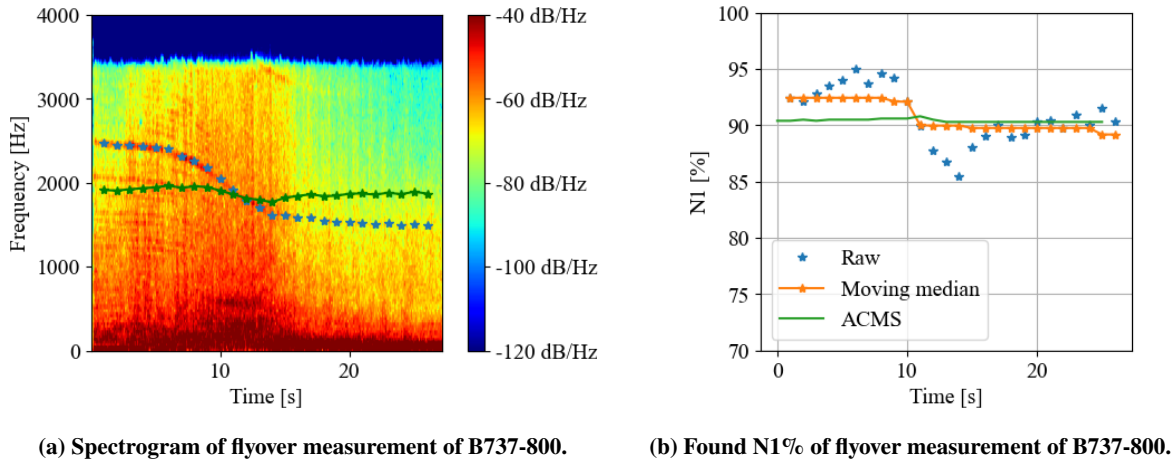 4000
3000
2000
1000
0
Frequency [Hz]
10
20
Time [s]
-40 dB/Hz
-60 dB/Hz
-80 dB/Hz
-100 dB/Hz
-120 dB/Hz
(a) Spectrogram of flyover measurement of B737-800.
100
95
90
85
80
75
70
N1 [%]
0
10
20
Time [s]
Raw
Moving median
ACMS
(b) Found N1% of flyover measurement of B737-800.